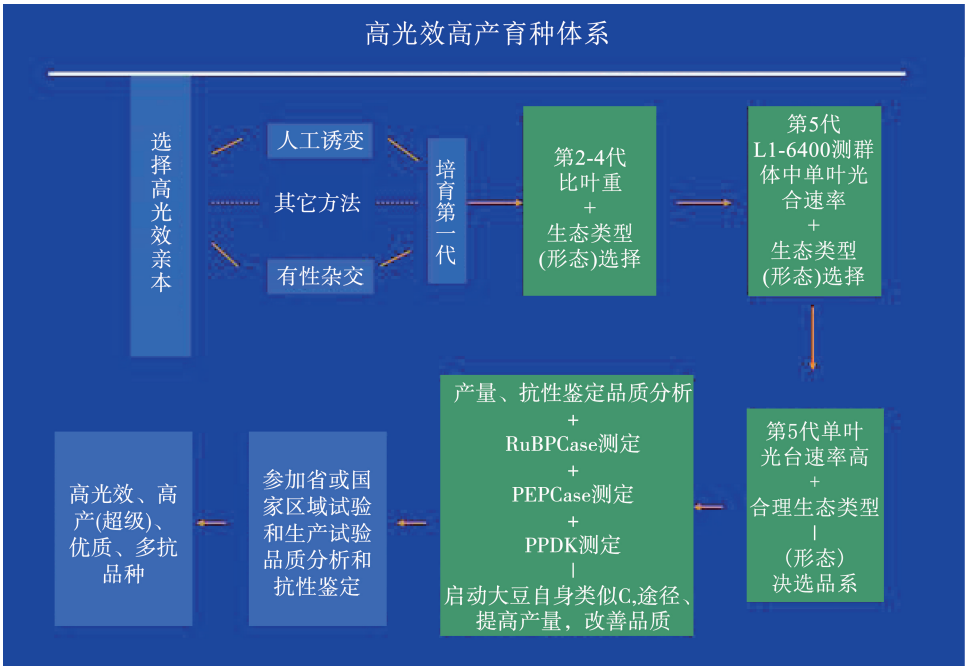 高光效高产育种体系
选择高光效亲本
人工诱变
其它方法
有性杂交
培育第一代
第2-4代
比叶重
+
生态类型
(形态)选择
第5代
L1-6400测群
体中单叶光
合速率
+
生态类型
(形态)选择
第5代单叶
光台速率高
+
合理生态类型
|
(形态)
决选品系
产量、抗性鉴定品质分析
+
RuBPCase测定
+
PEPCase测定
+
PPDK测定
|
启动大豆自身类似C,途径、
提高产量，改善品质
参加省或国
家区域试验
和生产试验
品质分析和
抗性鉴定
高光效、高
产(超级)、
优质、多抗
品种